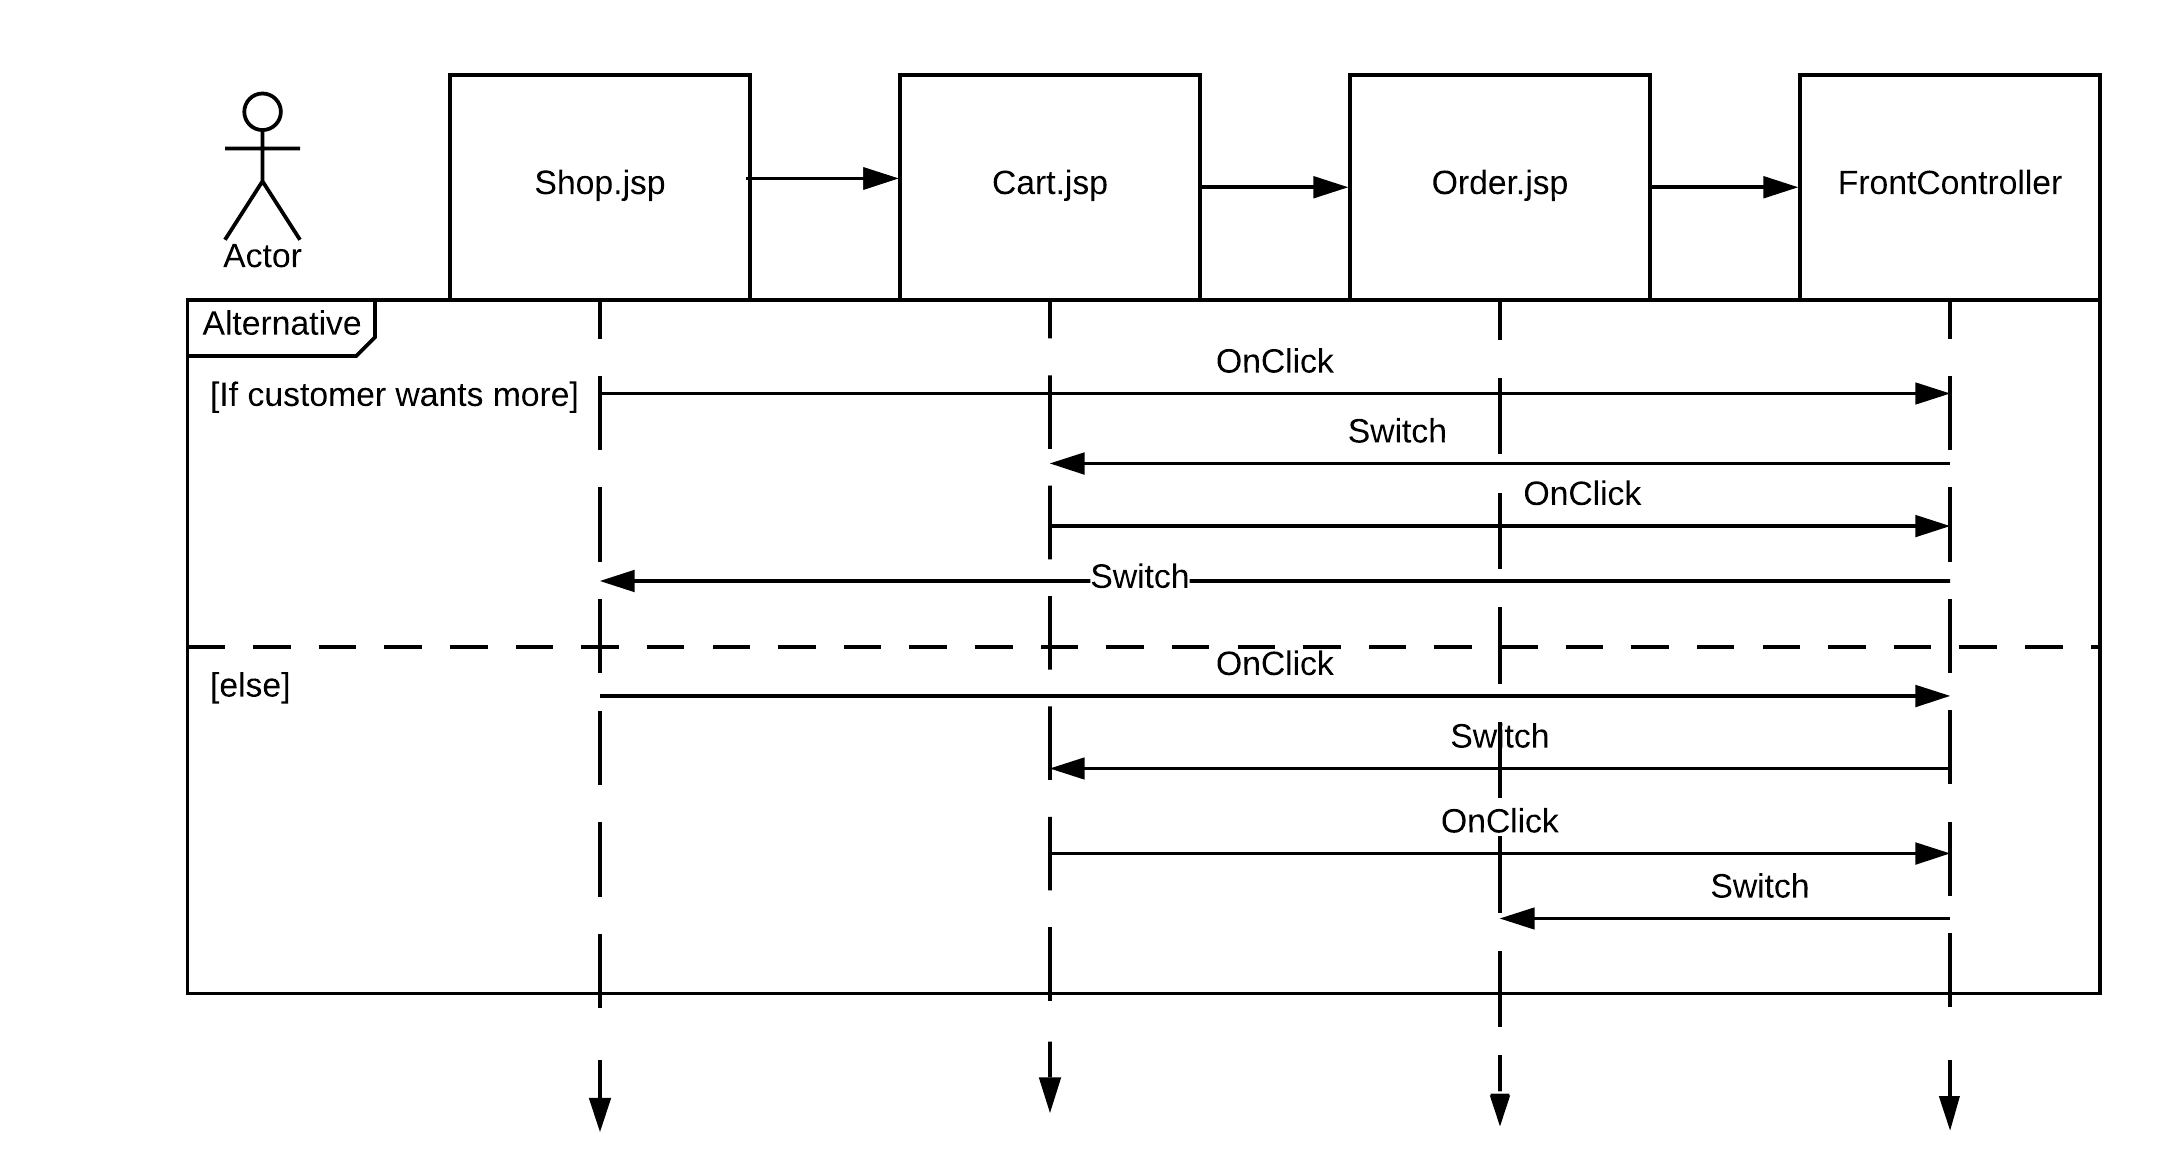 Actor
Shop.jsp
Cart.jsp
Order.jsp
FrontController
Alternative
[If customer wants more]
OnClick
Switch
OnClick
Switch
[else]
OnClick
Switch
OnClick
Switch